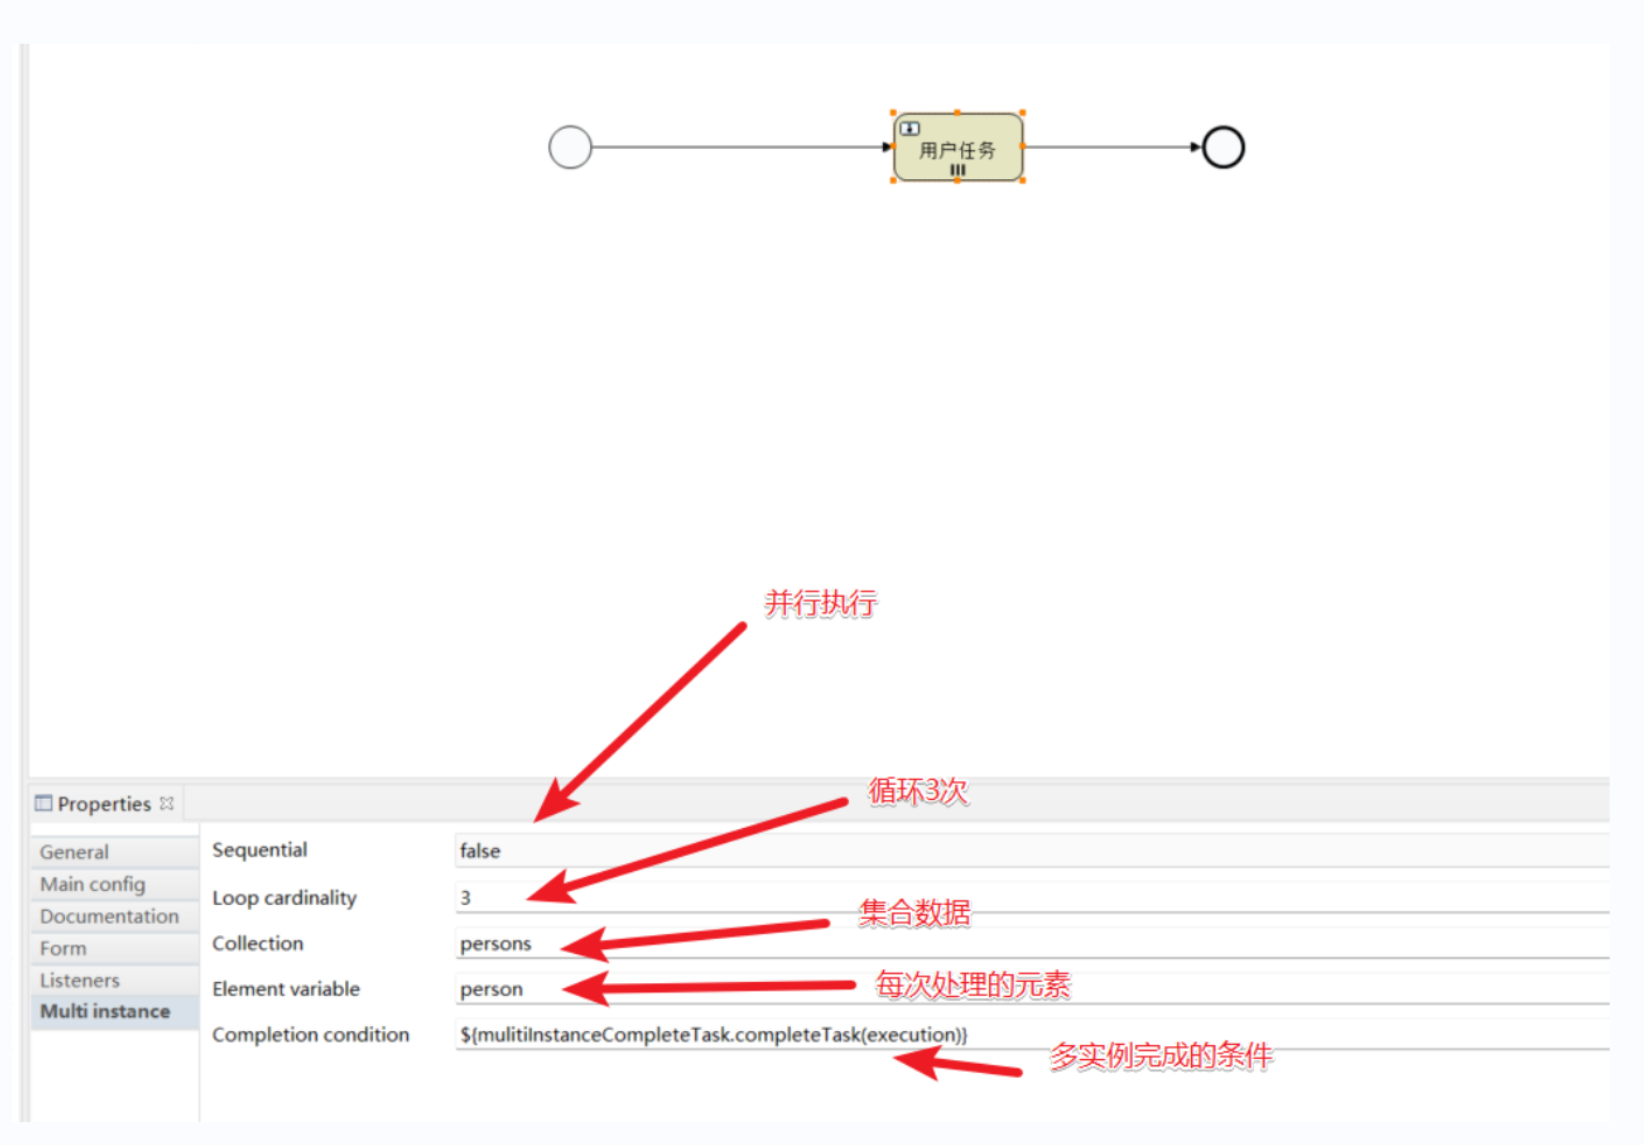 用户任务
并行执行
循环3次
Properties
General
Main config
Documentation
Form
Listeners
Multi instance
Sequential
false
Loop cardinality
3
集合数据
Collection
persons
每次处理的元素
Element variable
person
Completion condition
${mulitiInstanceCompleteTask.completeTask(execution)}
多实例完成的条件